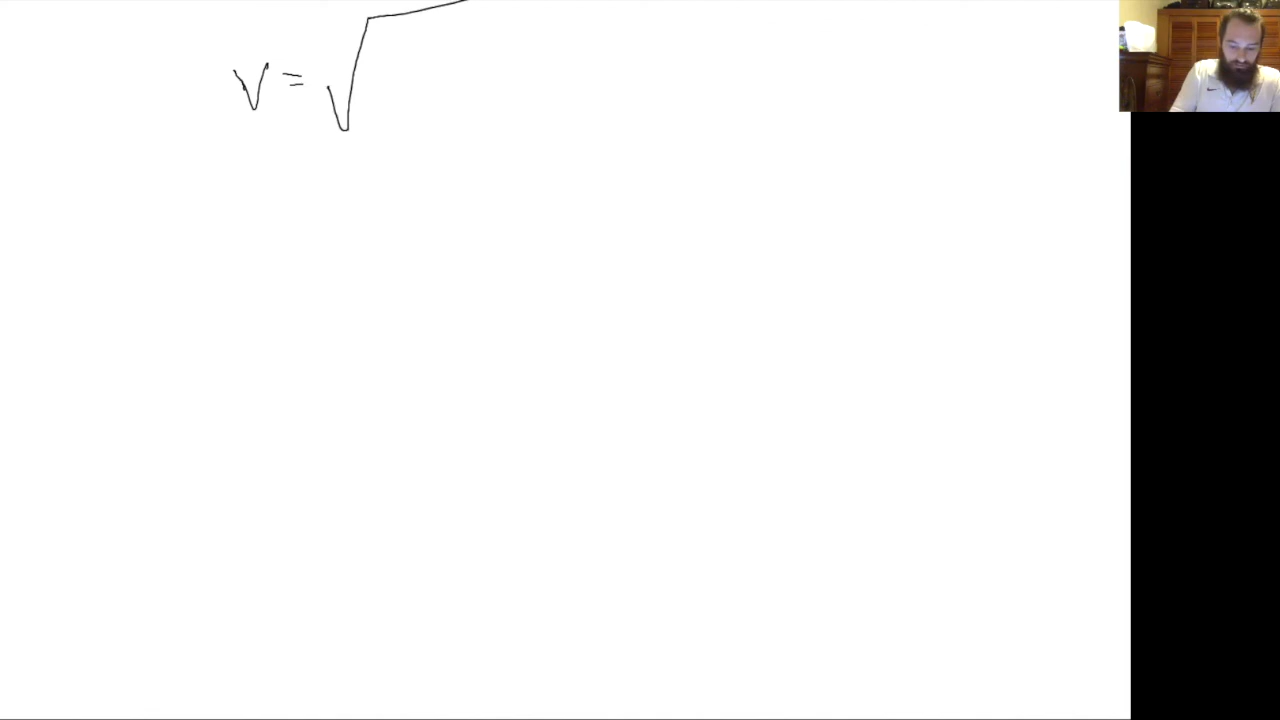 V = √